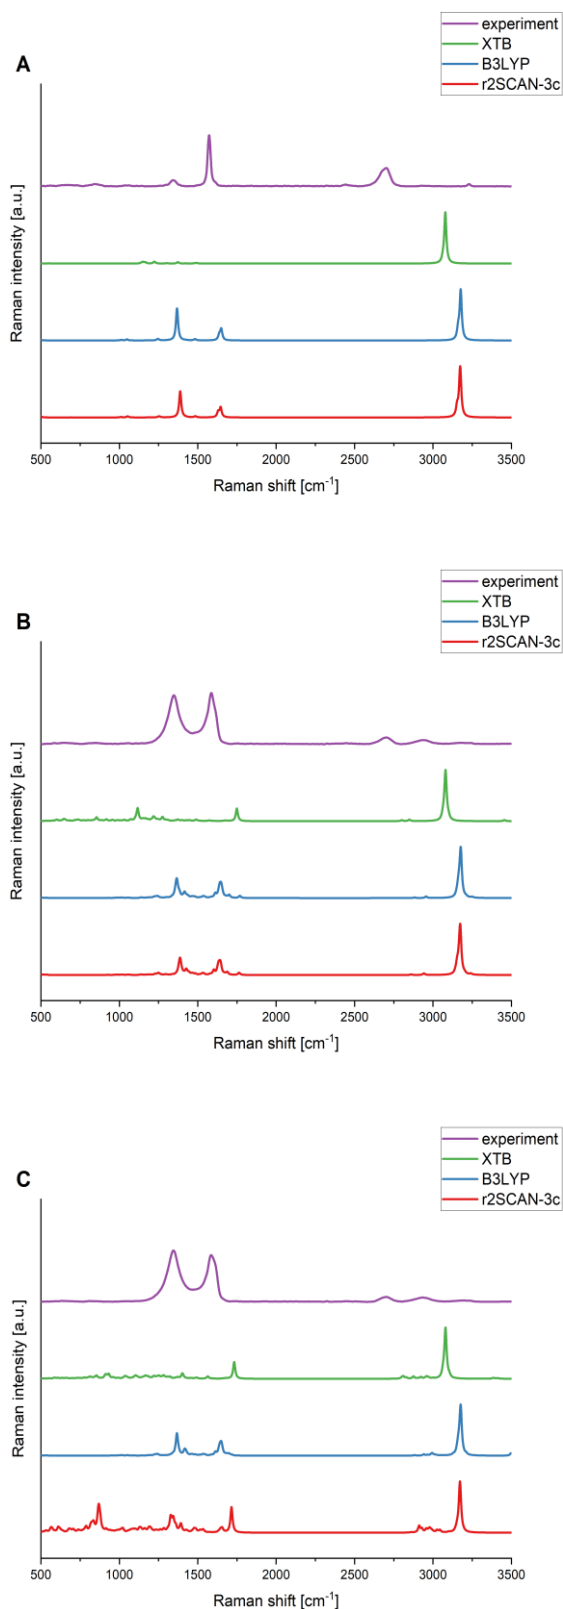 experiment
XTB
B3LYP
r2SCAN-3c
A
Raman intensity [a.u.]
500 1000 1500 2000 2500 3000 3500
Raman shift [cm⁻¹]
experiment
XTB
B3LYP
r2SCAN-3c
B
Raman intensity [a.u.]
500 1000 1500 2000 2500 3000 3500
Raman shift [cm⁻¹]
experiment
XTB
B3LYP
r2SCAN-3c
C
Raman intensity [a.u.]
500 1000 1500 2000 2500 3000 3500
Raman shift [cm⁻¹]